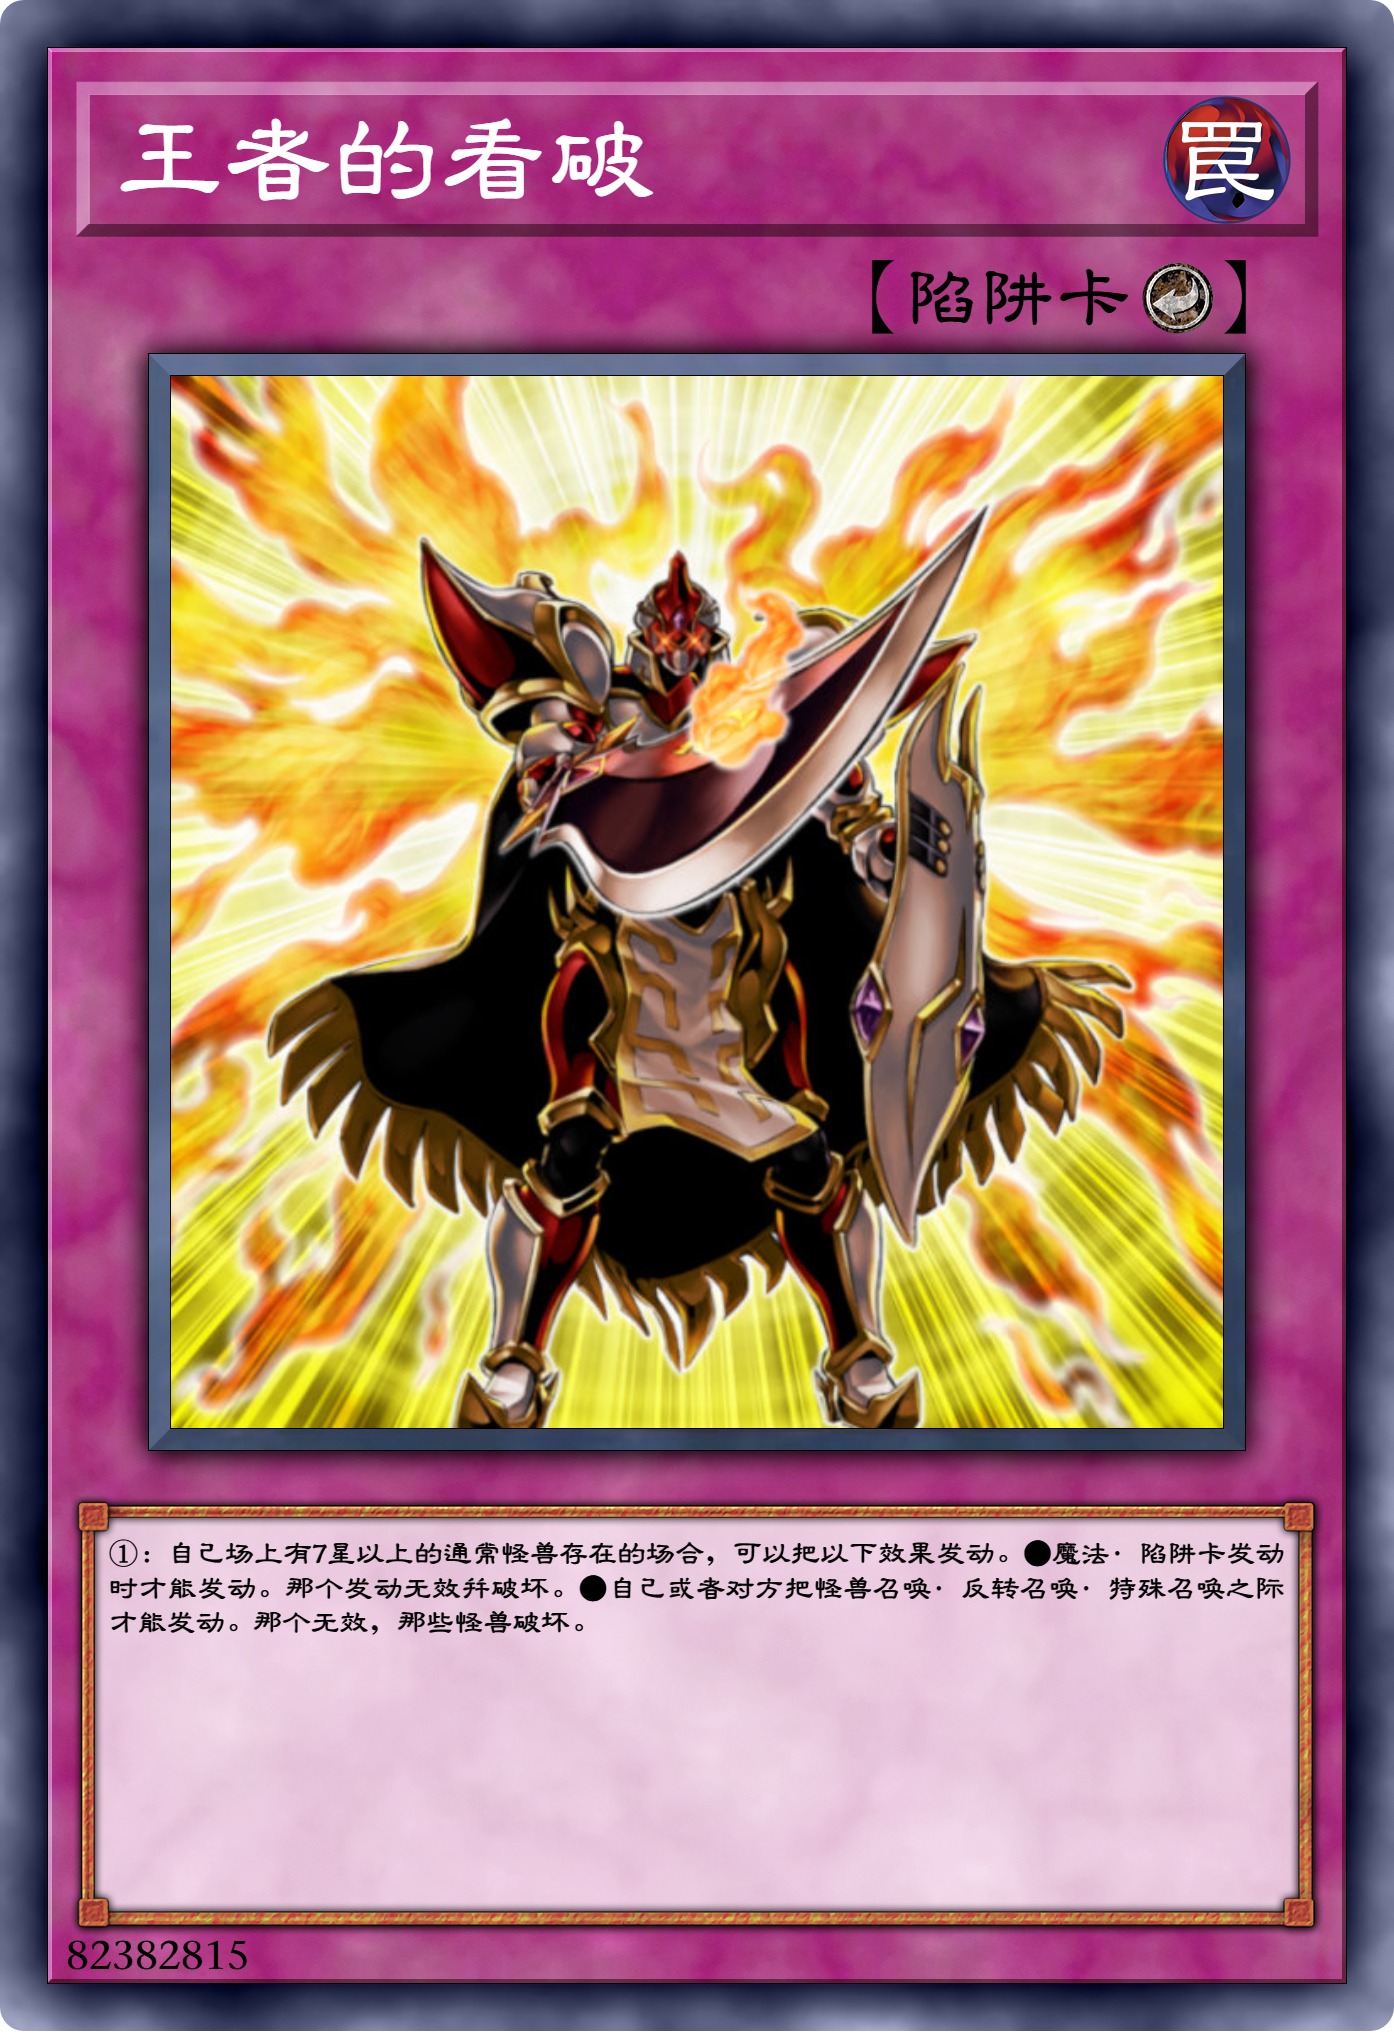 王者的看破
罠
【陷阱卡】
①：自己场上有7星以上的通常怪兽存在的场合，可以把以下效果发动。●魔法·陷阱卡发动
时才能发动。那个发动无效并破坏。●自己或者对方把怪兽召唤·反转召唤·特殊召唤之际
才能发动。那个无效，那些怪兽破坏。
82382815